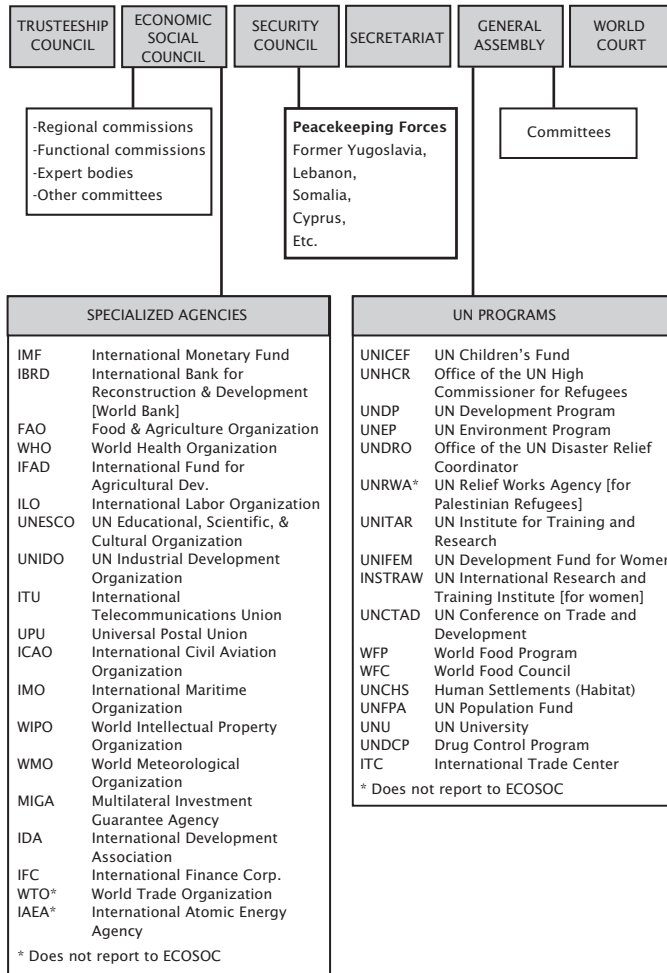 TRUSTEESHIP
COUNCIL
ECONOMIC
SOCIAL
COUNCIL
SECURITY
COUNCIL
SECRETARIAT
GENERAL
ASSEMBLY
WORLD
COURT
-Regional commissions
-Functional commissions
-Expert bodies
-Other committees
Peacekeeping Forces
Former Yugoslavia,
Lebanon,
Somalia,
Cyprus,
Etc.
Committees
SPECIALIZED AGENCIES
IMF International Monetary Fund
IBRD International Bank for
Reconstruction & Development
[World Bank]
FAO Food & Agriculture Organization
WHO World Health Organization
IFAD International Fund for
Agricultural Dev.
ILO International Labor Organization
UNESCO UN Educational, Scientific, &
Cultural Organization
UNIDO UN Industrial Development
Organization
ITU International
Telecommunications Union
UPU Universal Postal Union
ICAO International Civil Aviation
Organization
IMO International Maritime
Organization
WIPO World Intellectual Property
Organization
WMO World Meteorological
Organization
MIGA Multilateral Investment
Guarantee Agency
IDA International Development
Association
IFC International Finance Corp.
WTO* World Trade Organization
IAEA* International Atomic Energy
Agency
* Does not report to ECOSOC
UN PROGRAMS
UNICEF UN Children's Fund
UNHCR Office of the UN High
Commissioner for Refugees
UNDP UN Development Program
UNEP UN Environment Program
UNDRO Office of the UN Disaster Relief
Coordinator
UNRWA* UN Relief Works Agency [for
Palestinian Refugees]
UNITAR UN Institute for Training and
Research
UNIFEM UN Development Fund for Women
INSTRAW UN International Research and
Training Institute [for women]
UNCTAD UN Conference on Trade and
Development
WFP World Food Program
WFC World Food Council
UNCHS Human Settlements (Habitat)
UNFPA UN Population Fund
UNU UN University
UNDCP Drug Control Program
ITC International Trade Center
* Does not report to ECOSOC